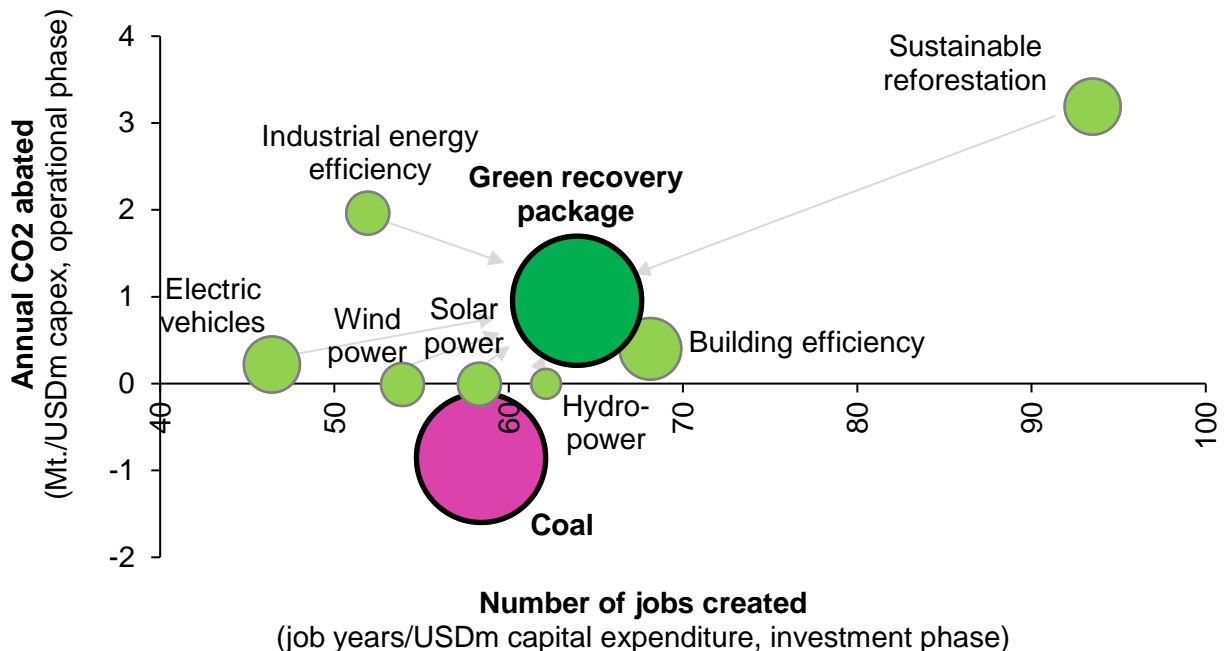 Annual CO2 abated
(Mt./USDm capex, operational phase)
4
3
2
1
0
-1
-2
Sustainable
reforestation
Industrial energy
efficiency
Green recovery
package
Electric
vehicles
Wind
power
Solar
power
Building efficiency
Hydro-
power
Coal
40
50
60
70
80
90
100
Number of jobs created
(job years/USDm capital expenditure, investment phase)